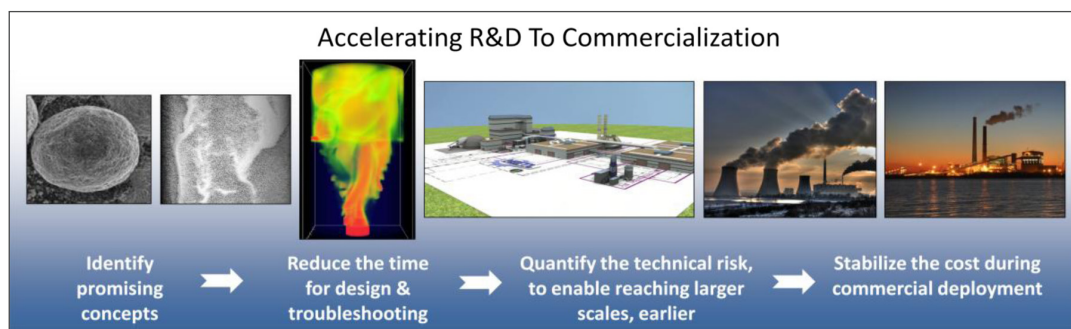 Accelerating R&D To Commercialization
Identify
promising
concepts
Reduce the time
for design &
troubleshooting
Quantify the technical risk,
to enable reaching larger
scales, earlier
Stabilize the cost during
commercial deployment